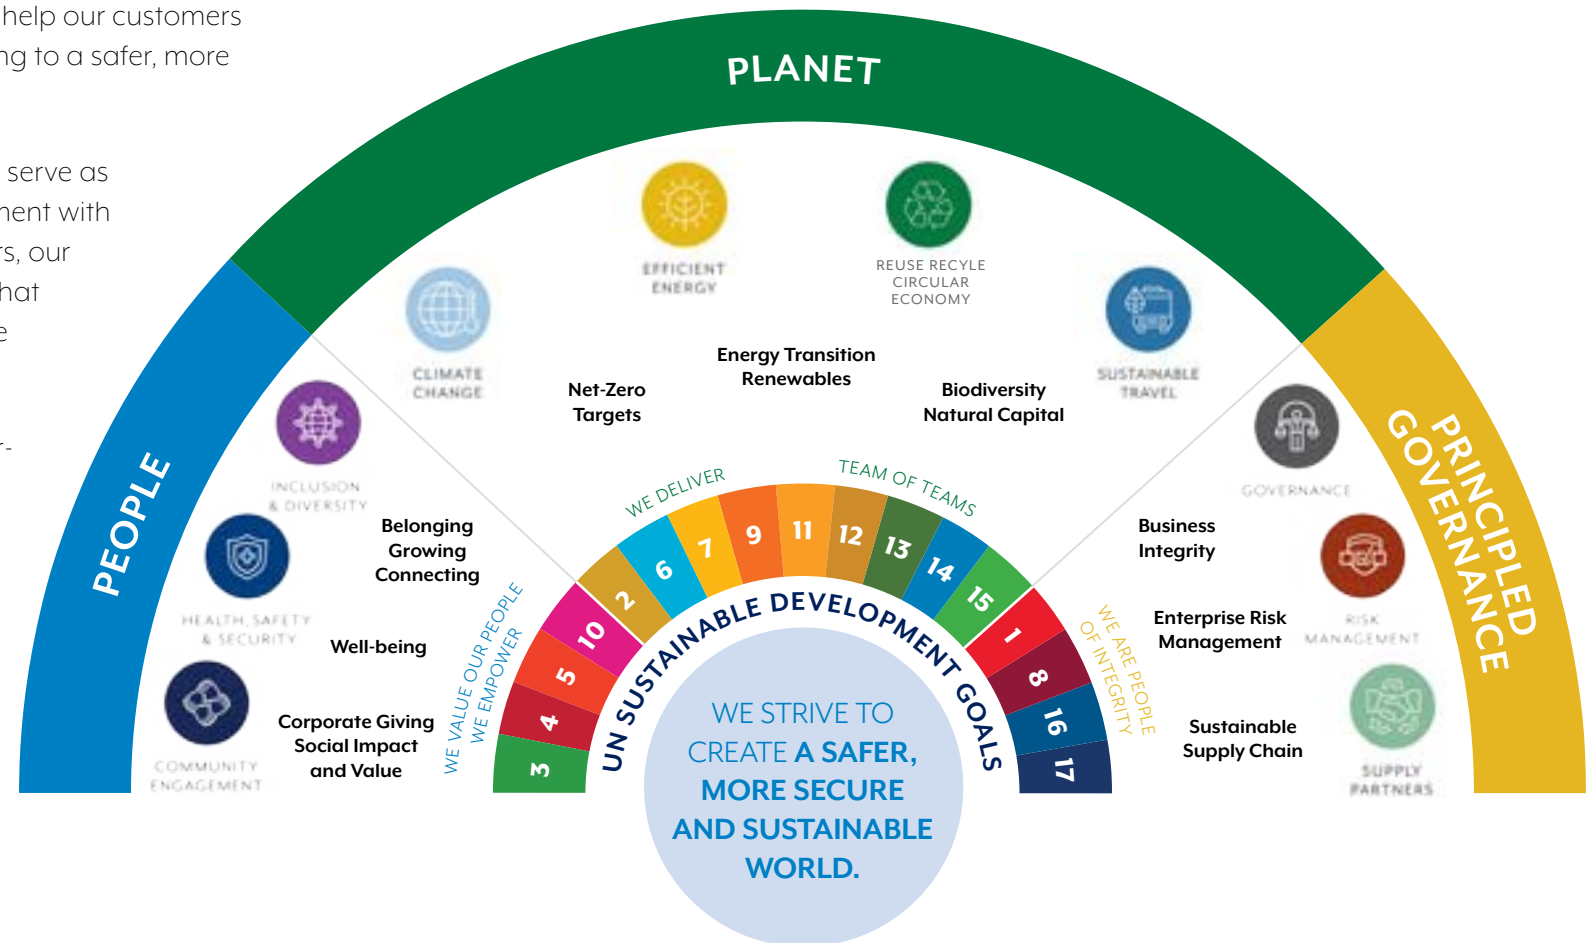 help our customers
ng to a safer, more
serve as
ment with
rs, our
hat
e
r-
PLANET
PEOPLE
PRINCIPLED
GOVERNANCE
EFFICIENT
ENERGY
REUSE RECYLE
CIRCULAR
ECONOMY
CLIMATE
CHANGE
SUSTAINABLE
TRAVEL
Net-Zero
Targets
Energy Transition
Renewables
Biodiversity
Natural Capital
INCLUSION
& DIVERSITY
HEALTH, SAFETY
& SECURITY
COMMUNITY
ENGAGEMENT
Belonging
Growing
Connecting
Well-being
Corporate Giving
Social Impact
and Value
GOVERNANCE
RISK
MANAGEMENT
SUPPLY
PARTNERS
Business
Integrity
Enterprise Risk
Management
Sustainable
Supply Chain
WE VALUE OUR PEOPLE
WE EMPOWER
WE DELIVER
TEAM OF TEAMS
WE ARE PEOPLE
OF INTEGRITY
3
4
5
10
2
6
7
9
11
12
13
14
15
1
8
16
17
UN SUSTAINABLE DEVELOPMENT GOALS
WE STRIVE TO
CREATE A SAFER,
MORE SECURE
AND SUSTAINABLE
WORLD.